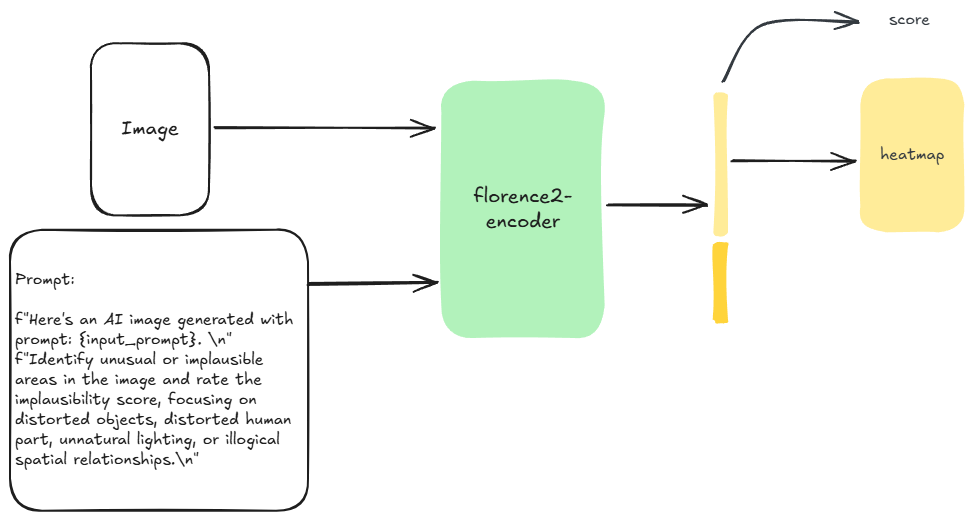 Image
Prompt:
f"Here's an AI image generated with
prompt: {input_prompt}. \n"
f"Identify unusual or implausible
areas in the image and rate the
implausibility score, focusing on
distorted objects, distorted human
part, unnatural lighting, or illogical
spatial relationships.\n"
florence2-
encoder
score
heatmap